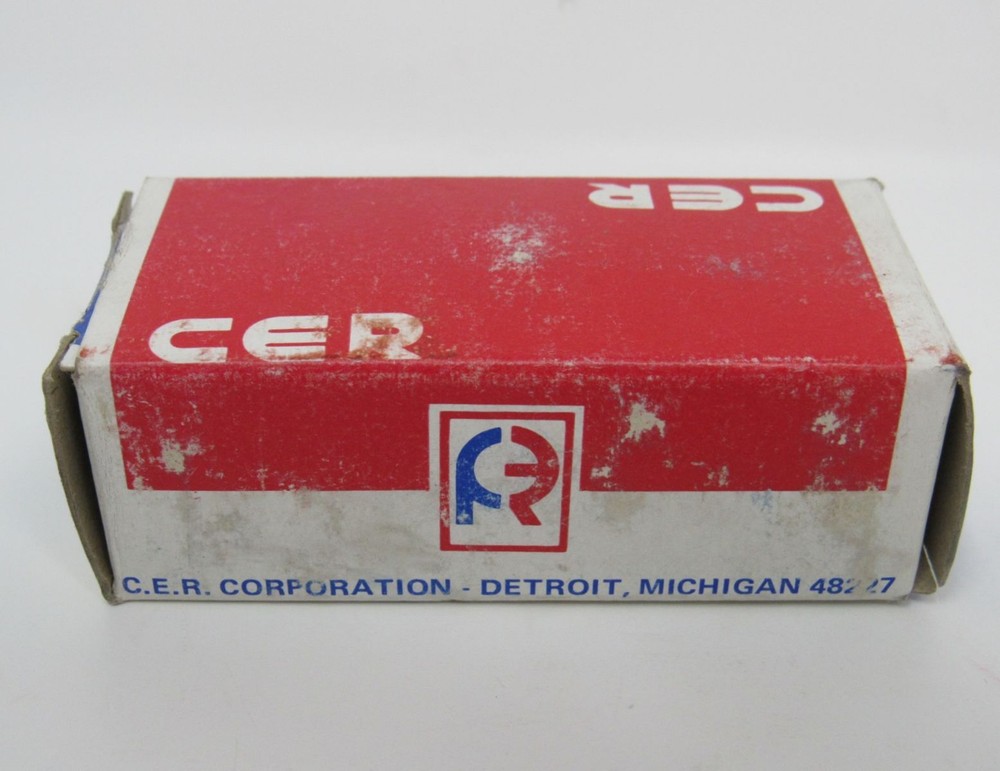 CER
CER
C.E.R. CORPORATION - DETROIT, MICHIGAN 48227